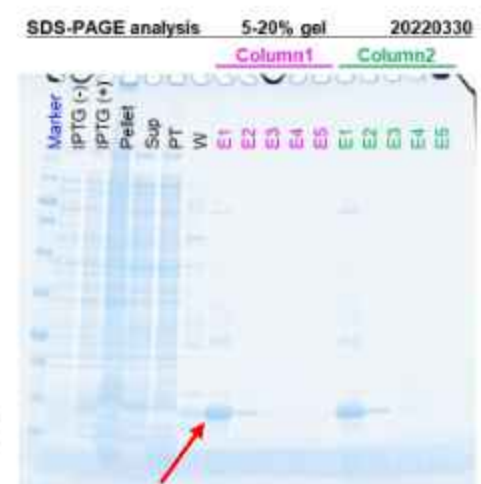 SDS-PAGE analysis 5-20% gel 20220330
Column1 Column2
Marker IPTG (-) IPTG (+) Pellet Sup PT W E1 E2 E3 E4 E5 E1 E2 E3 E4 E5